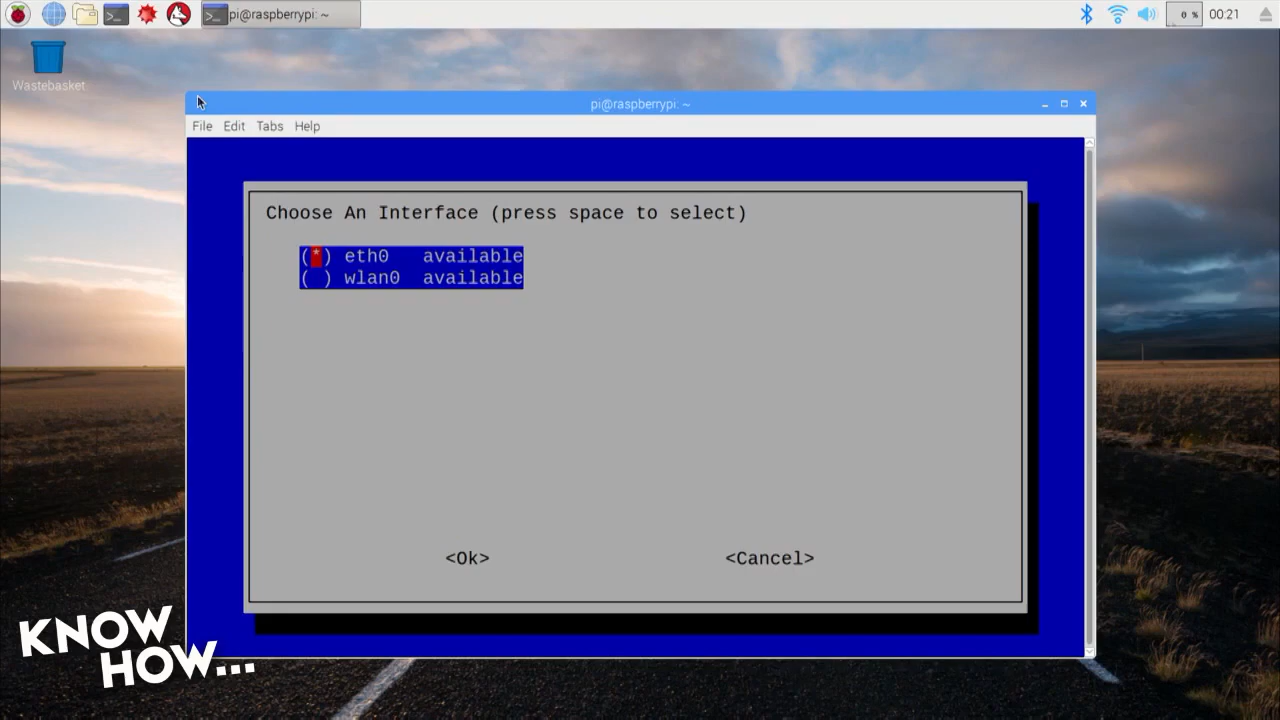 pi@raspberrypi: ~
0 %
00:21
Wastebasket
pi@raspberrypi: ~
File Edit Tabs Help
Choose An Interface (press space to select)
(*) eth0 available
( ) wlan0 available
<Ok> <Cancel>
KNOW
HOW...